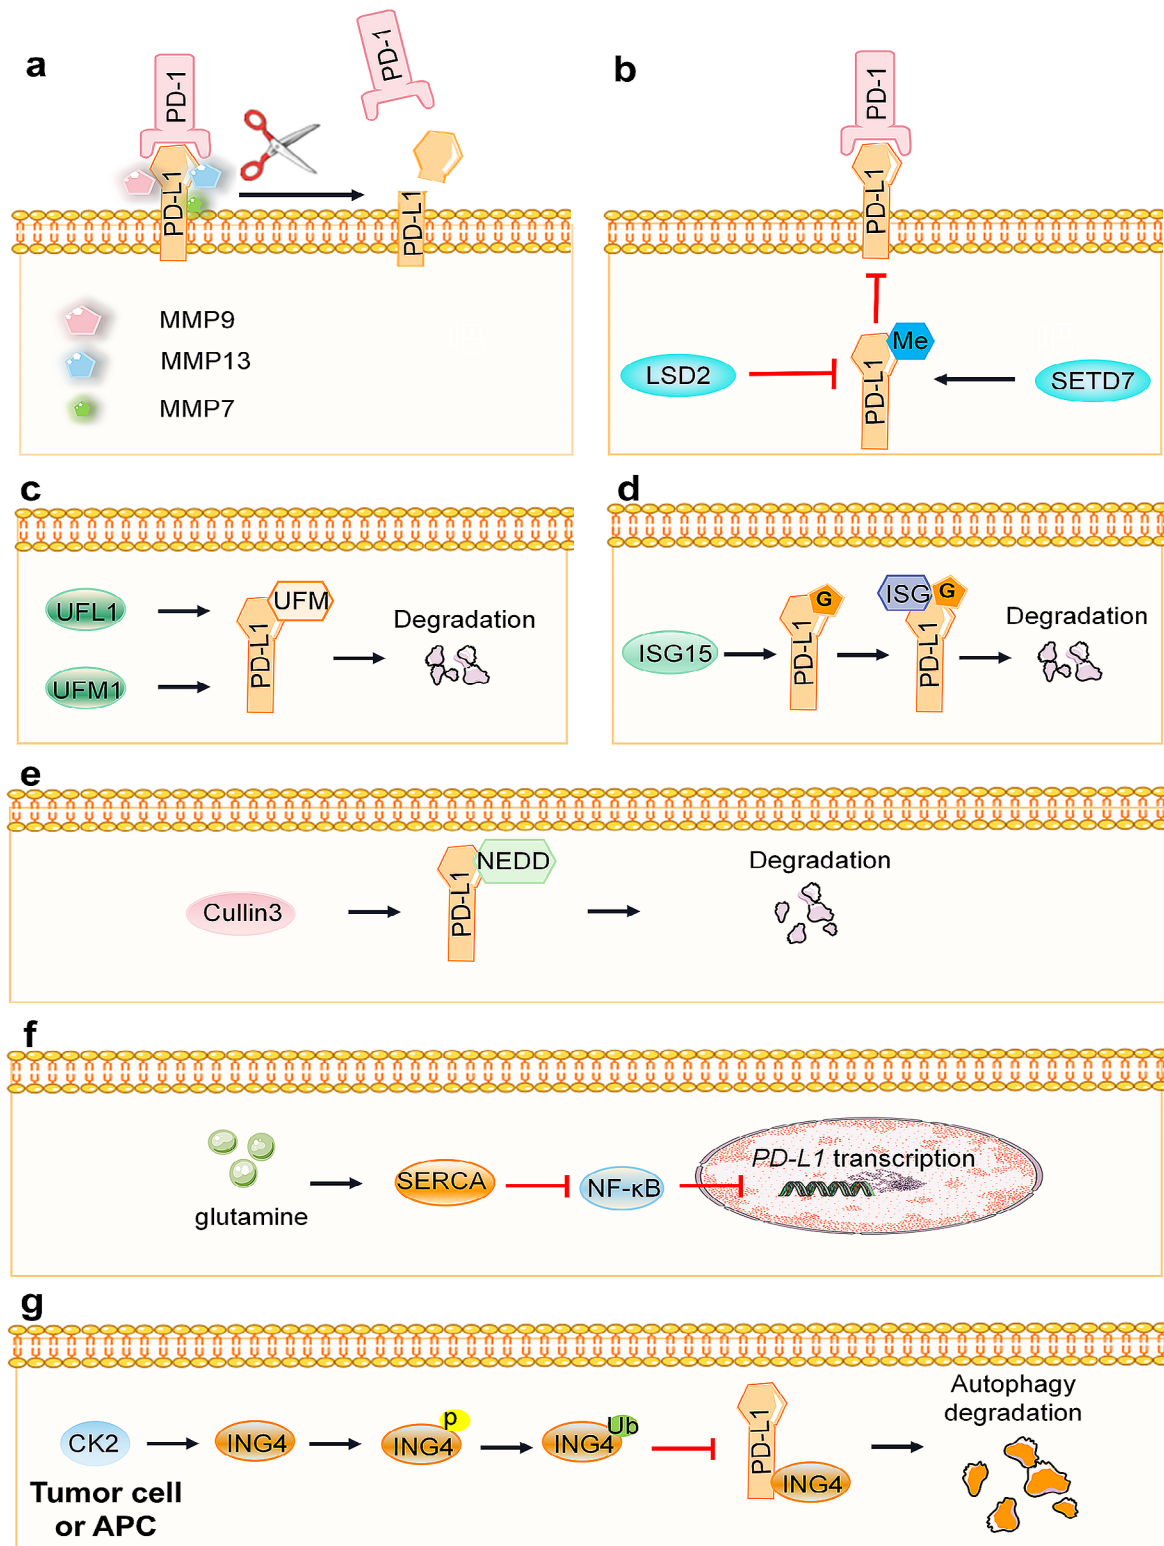 a
PD-1
PD-1
PD-L1
PD-L1
MMP9
MMP13
MMP7
b
PD-1
PD-L1
LSD2
PD-L1
Me
SETD7
c
UFL1
UFM1
PD-L1
UFM
Degradation
d
ISG15
PD-L1
G
ISG
G
PD-L1
Degradation
e
Cullin3
PD-L1
NEDD
Degradation
f
glutamine
SERCA
NF-κB
PD-L1 transcription
g
CK2
ING4
ING4
p
ING4
Ub
PD-L1
ING4
Autophagy
degradation
Tumor cell
or APC